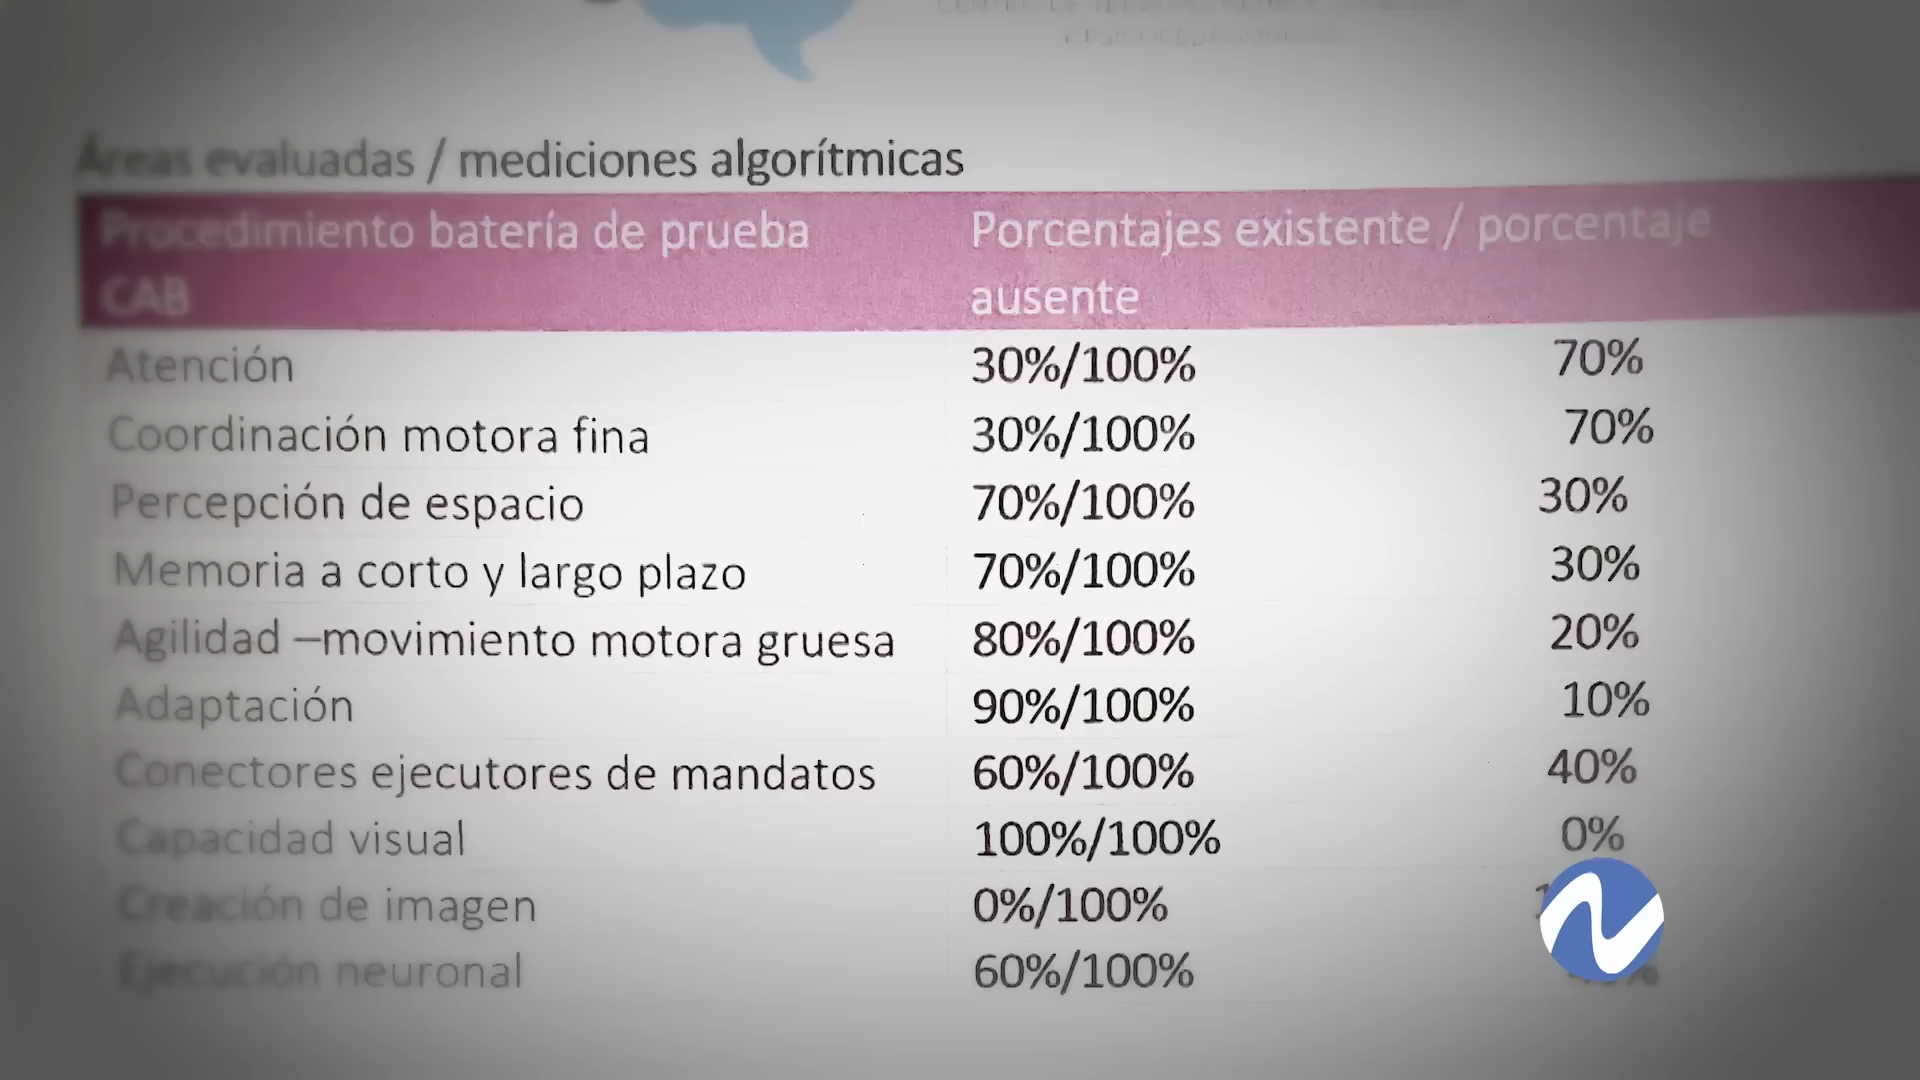 Áreas evaluadas / mediciones algorítmicas
Procedimiento batería de prueba CAB
Porcentajes existente / porcentaje ausente
Atención 30%/100% 70%
Coordinación motora fina 30%/100% 70%
Percepción de espacio 70%/100% 30%
Memoria a corto y largo plazo 70%/100% 30%
Agilidad –movimiento motora gruesa 80%/100% 20%
Adaptación 90%/100% 10%
Conectores ejecutores de mandatos 60%/100% 40%
Capacidad visual 100%/100% 0%
Creación de imagen 0%/100%
Ejecución neuronal 60%/100%